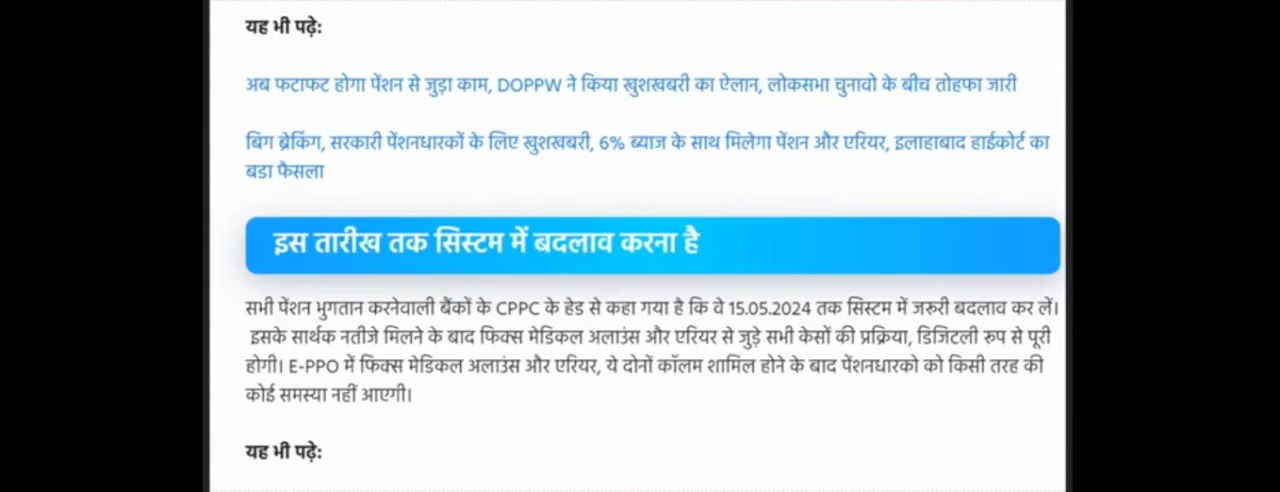 यह भी पढ़े:
अब फटाफट होगा पेंशन से जुड़ा काम, DOPPW ने किया खुशखबरी का ऐलान, लोकसभा चुनावो के बीच तोहफा जारी
बिग ब्रेकिंग, सरकारी पेंशनधारकों के लिए खुशखबरी, 6% ब्याज के साथ मिलेगा पेंशन और एरियर, इलाहाबाद हाईकोर्ट का
बडा फैसला
इस तारीख तक सिस्टम में बदलाव करना है
सभी पेंशन भुगतान करनेवाली बैंकों के CPPC के हेड से कहा गया है कि वे 15.05.2024 तक सिस्टम में जरूरी बदलाव कर लें।
इसके सार्थक नतीजे मिलने के बाद फिक्स मेडिकल अलाउंस और एरियर से जुड़े सभी केसों की प्रक्रिया, डिजिटली रूप से पूरी
होगी। E-PPO में फिक्स मेडिकल अलाउंस और एरियर, ये दोनों कॉलम शामिल होने के बाद पेंशनधारको को किसी तरह की
कोई समस्या नहीं आएगी।
यह भी पढ़े: